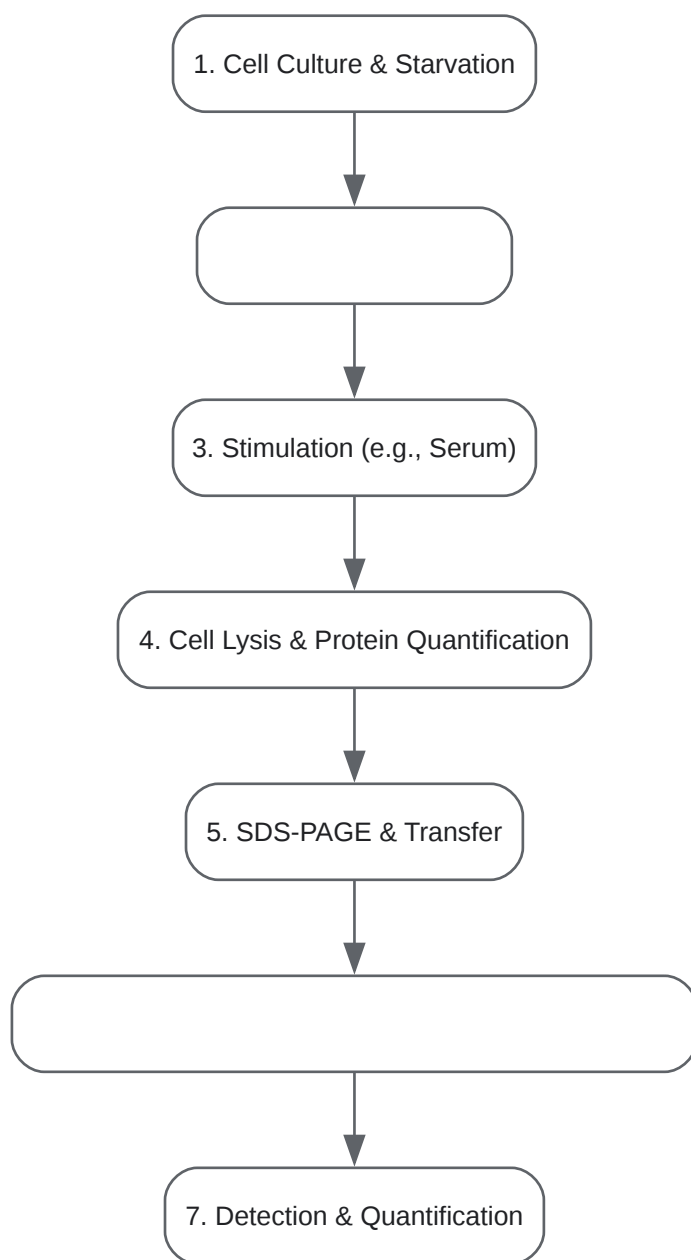 1. Cell Culture & Starvation
3. Stimulation (e.g., Serum)
4. Cell Lysis & Protein Quantification
5. SDS-PAGE & Transfer
7. Detection & Quantification